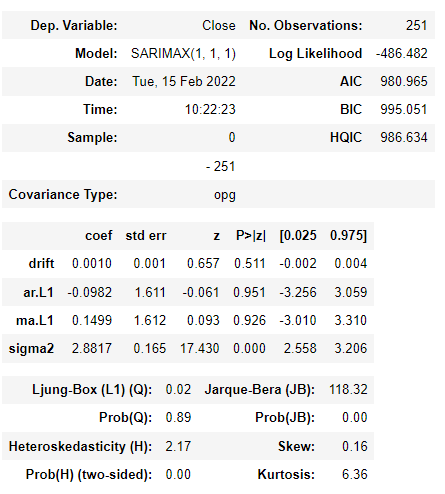 Dep. Variable: Close No. Observations: 251
Model: SARIMAX(1, 1, 1) Log Likelihood -486.482
Date: Tue, 15 Feb 2022 AIC 980.965
Time: 10:22:23 BIC 995.051
Sample: 0 HQIC 986.634
- 251
Covariance Type: opg
coef std err z P>|z| [0.025 0.975]
drift 0.0010 0.001 0.657 0.511 -0.002 0.004
ar.L1 -0.0982 1.611 -0.061 0.951 -3.256 3.059
ma.L1 0.1499 1.612 0.093 0.926 -3.010 3.310
sigma2 2.8817 0.165 17.430 0.000 2.558 3.206
Ljung-Box (L1) (Q): 0.02 Jarque-Bera (JB): 118.32
Prob(Q): 0.89 Prob(JB): 0.00
Heteroskedasticity (H): 2.17 Skew: 0.16
Prob(H) (two-sided): 0.00 Kurtosis: 6.36